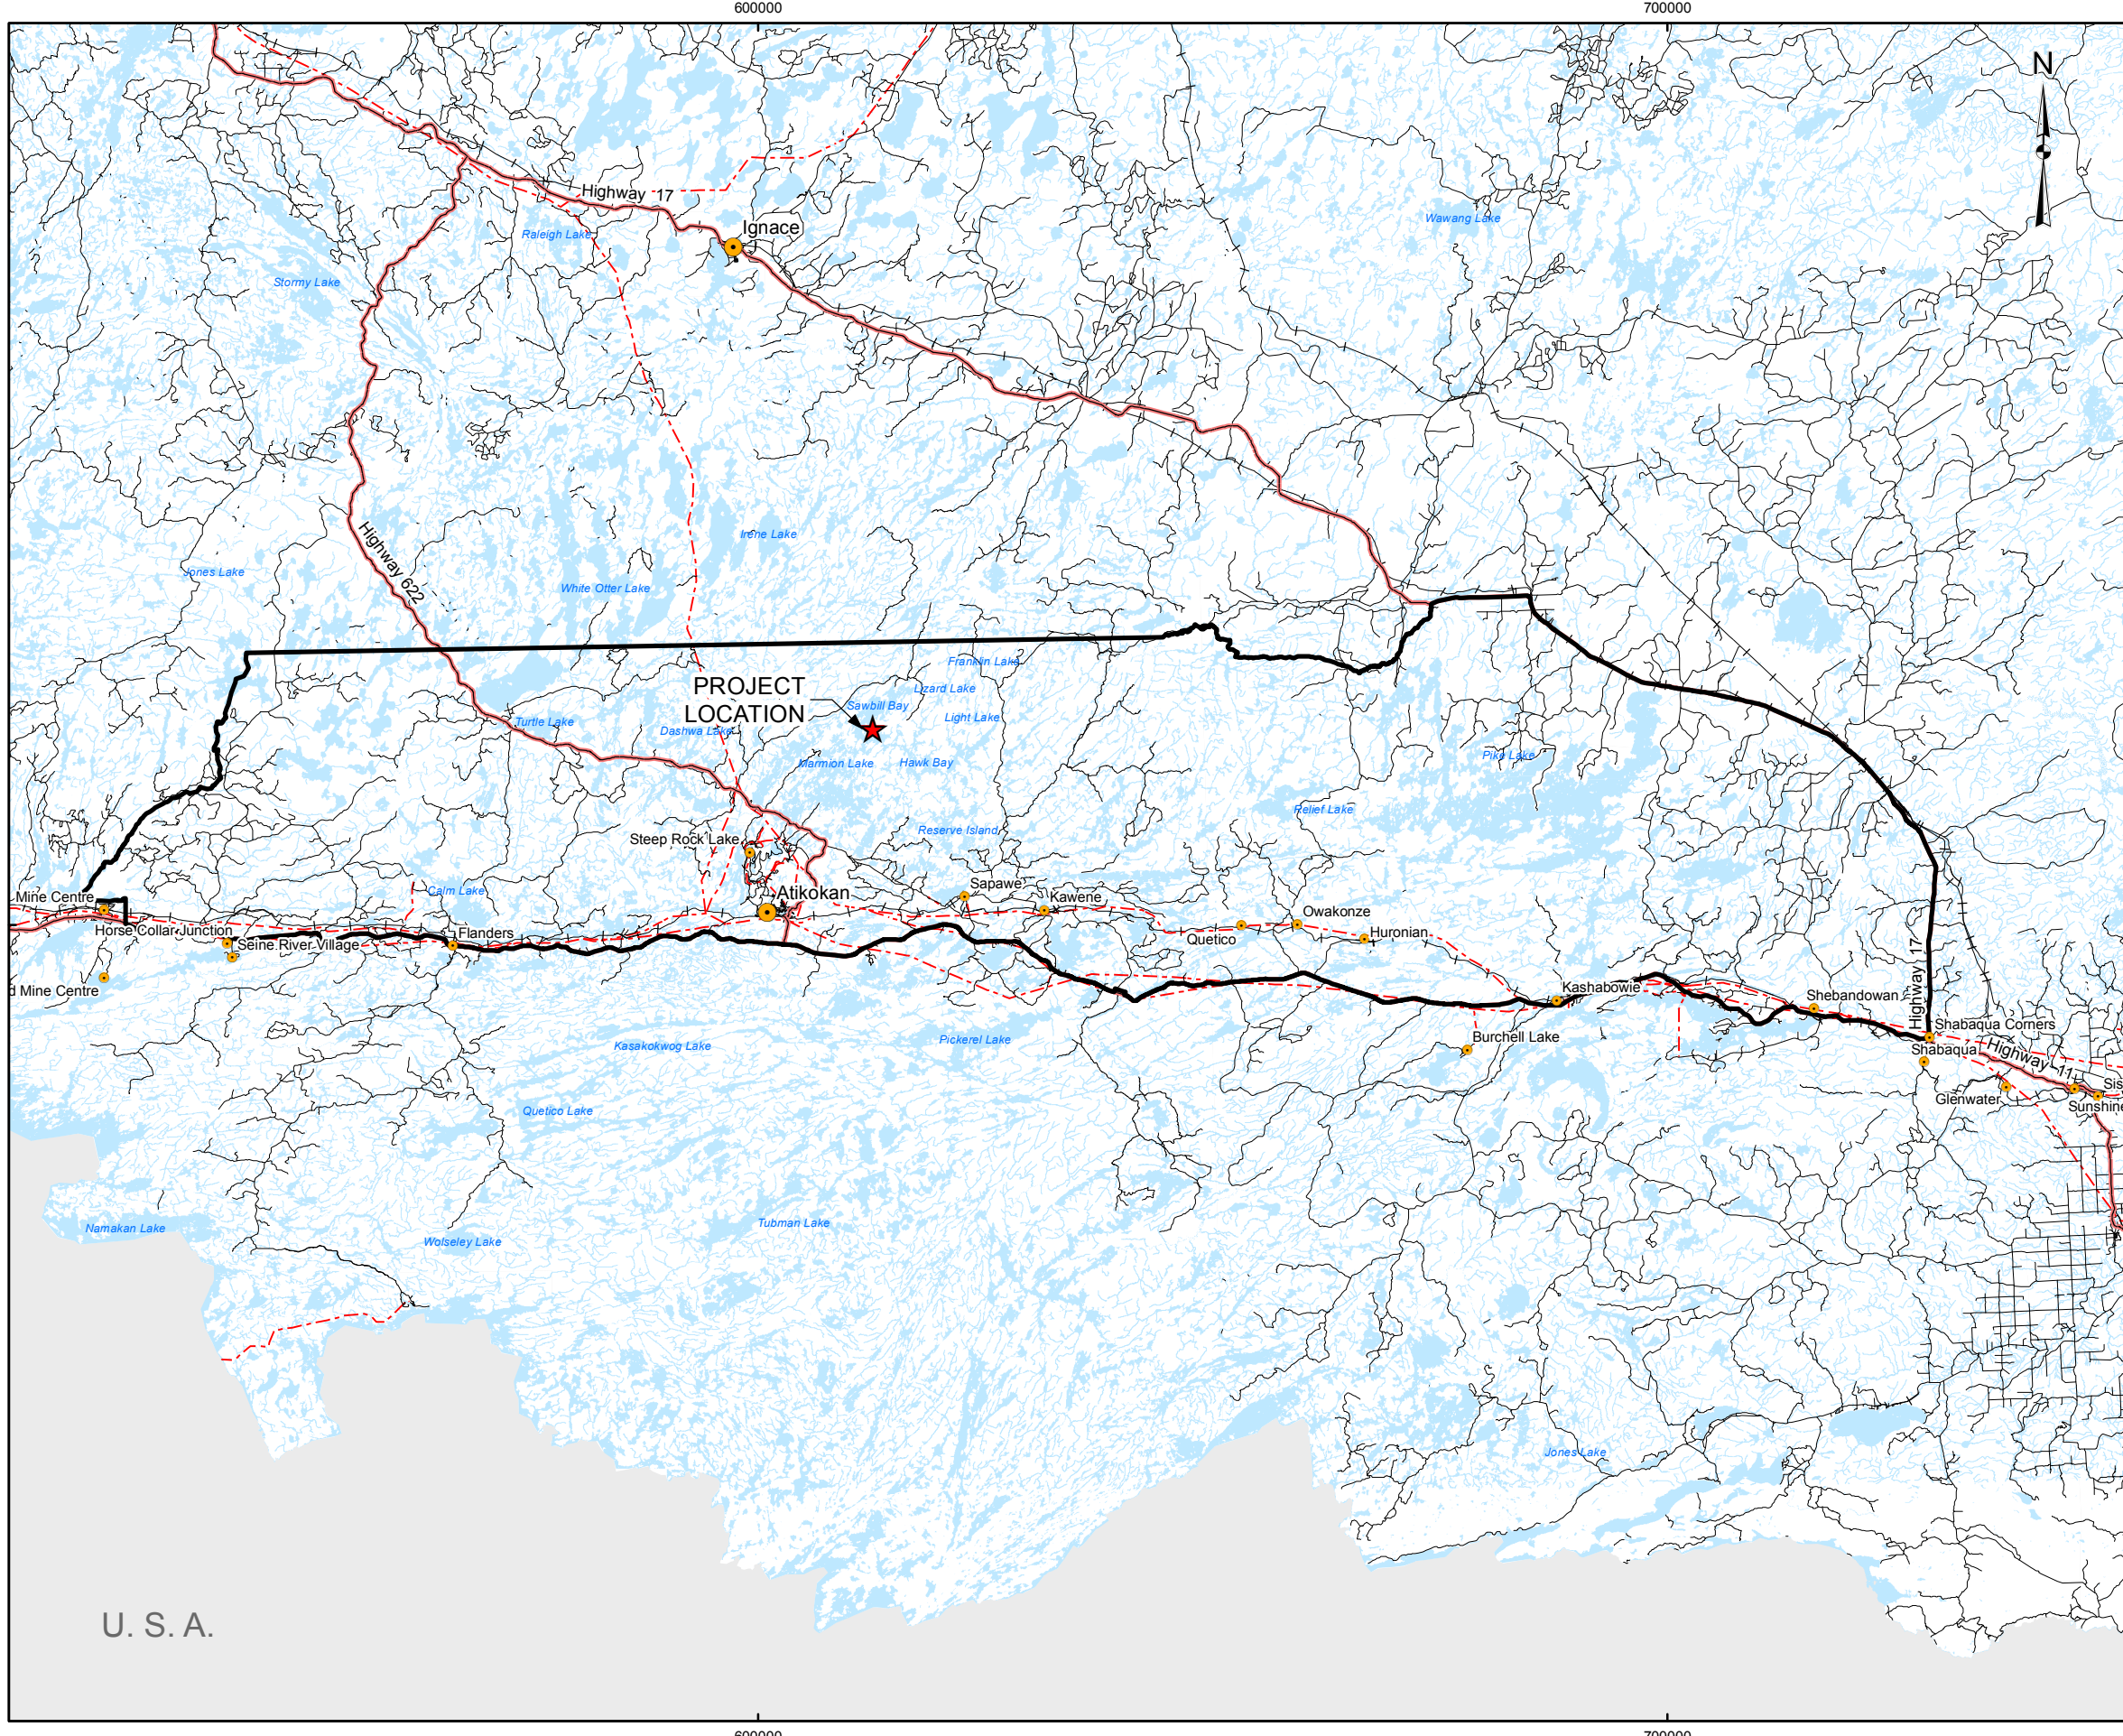 600000
700000
N
Highway 17
Ignace
Raleigh Lake
Wawang Lake
Stormy Lake
Highway 622
Irene Lake
Jones Lake
White Otter Lake
PROJECT
LOCATION
Franklin Lake
Lizard Lake
Sawbill Bay
Light Lake
Turtle Lake
Dashwa Lake
Marmion Lake
Hawk Bay
Pike Lake
Relief Lake
Reserve Island
Steep Rock Lake
Calm Lake
Atikokan
Sapawe
Kawene
Mine Centre
Horse Collar Junction
Seine River Village
Flanders
Quetico
Owakonze
Huronian
d Mine Centre
Kashabowie
Shebandowan
Highway 17
Shabaqua Corners
Shabaqua
Highway 11
Burchell Lake
Kasakokwog Lake
Pickerel Lake
Glenwater
Sis
Sunshine
Quetico Lake
Namakan Lake
Wolseley Lake
Tubman Lake
Jones Lake
U. S. A.
600000
700000